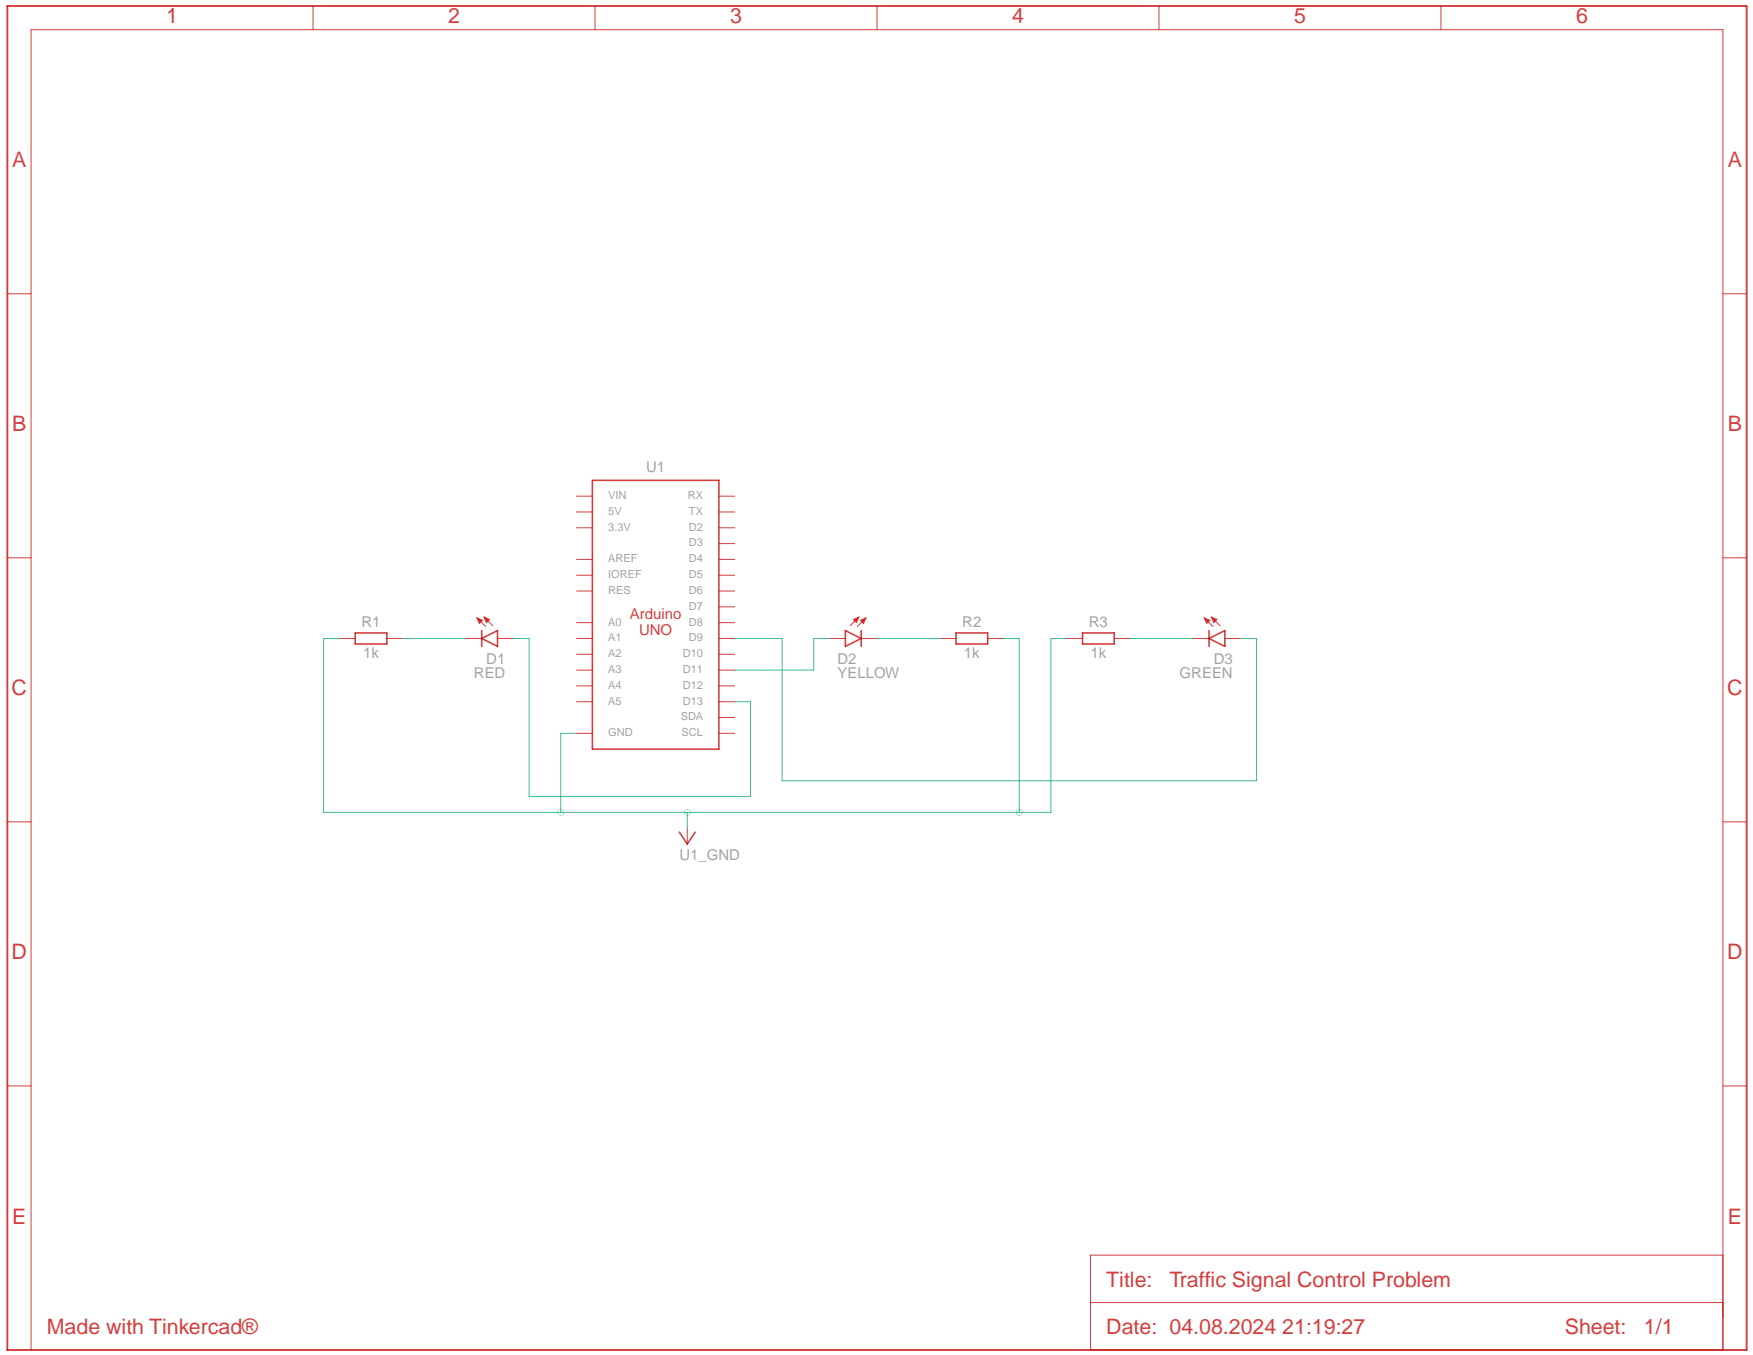 1 2 3 4 5 6
A A
B B
U1
VIN RX
5V TX
3.3V D2
D3
AREF D4
IOREF D5
RES D6
D7
Arduino
UNO
A0 D8
A1 D9
A2 D10
A3 D11
A4 D12
A5 D13
SDA
GND SCL
R1
1k
D1
RED
D2
YELLOW
R2
1k
R3
1k
D3
GREEN
C C
U1_GND
D D
E E
Title: Traffic Signal Control Problem
Made with Tinkercad®
Date: 04.08.2024 21:19:27 Sheet: 1/1